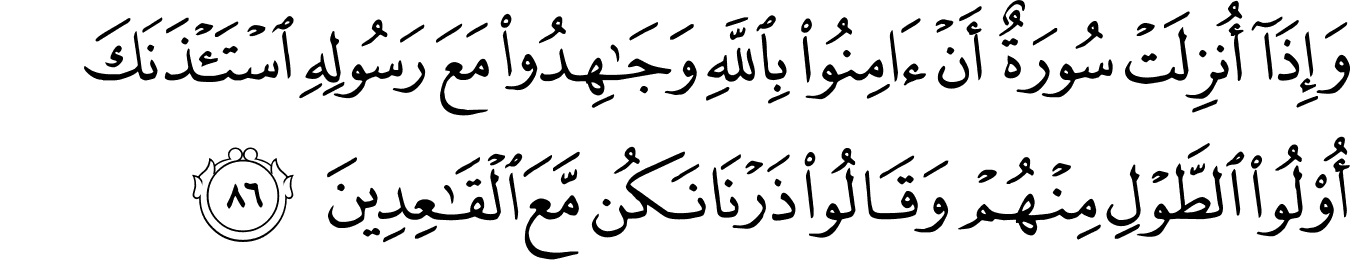 وَإِذَآ أُنزِلَتْ سُورَةٌ أَنْ ءَامِنُوا۟ بِٱللَّهِ وَجَـٰهِدُوا۟ مَعَ رَسُولِهِ ٱسْتَـْٔذَنَكَ
أُو۟لُوا۟ ٱلطَّوْلِ مِنْهُمْ وَقَالُوا۟ ذَرْنَا نَكُن مَّعَ ٱلْقَـٰعِدِينَ ٨٦